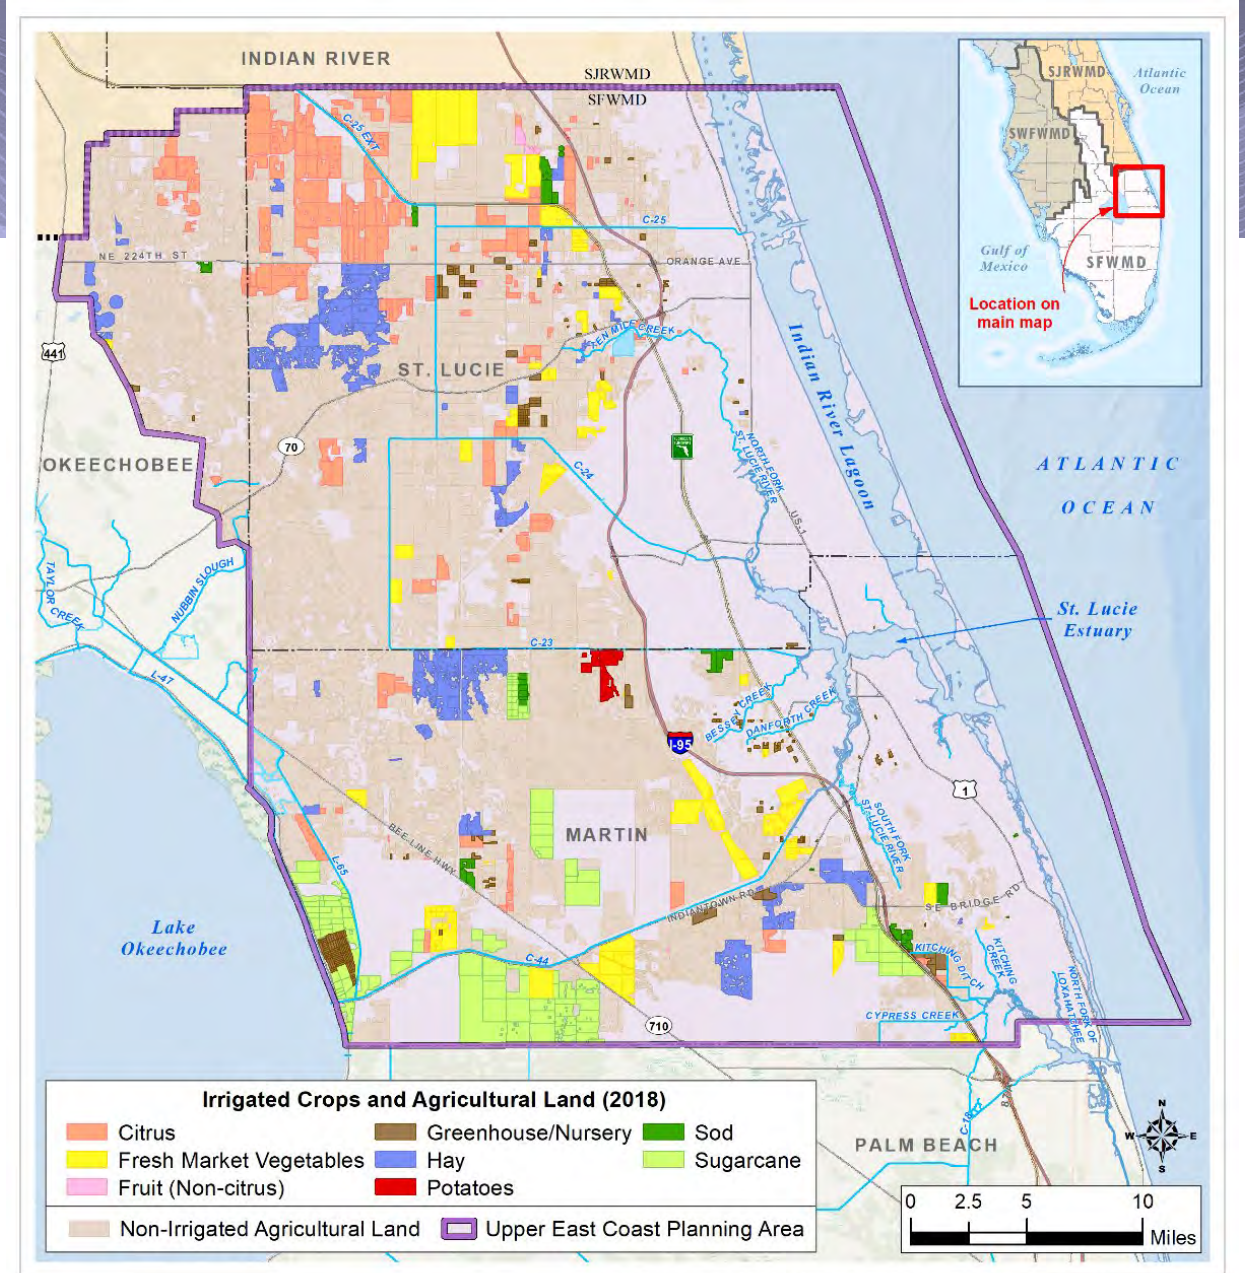 INDIAN RIVER
SJRWMD
SFWMD
C-25 EXT
C-25
NE 224TH ST
ORANGE AVE
TEN MILE CREEK
441
ST. LUCIE
70
OKEECHOBEE
C-24
NORTH FORK
ST. LUCIE RIVER
US-1
Indian River Lagoon
ATLANTIC
OCEAN
TAYLOR
CREEK
NUBBIN SLOUGH
L-47
C-23
St. Lucie
Estuary
BESSEY CREEK
DANFORTH CREEK
I-95
1
MARTIN
BEE LINE HWY
L-65
SOUTH FORK
ST. LUCIE RIVER
INDIANTOWN RD
SE BRIDGE RD
Lake
Okeechobee
C-44
KITCHING DITCH
KITCHING
CREEK
NORTH FORK OF
LOXAHATCHEE
CYPRESS CREEK
710
C-18
PALM BEACH
SJRWMD
Atlantic
Ocean
SWFWMD
Gulf of
Mexico
SFWMD
Location on
main map
Irrigated Crops and Agricultural Land (2018)
Citrus
Greenhouse/Nursery
Sod
Fresh Market Vegetables
Hay
Sugarcane
Fruit (Non-citrus)
Potatoes
Non-Irrigated Agricultural Land
Upper East Coast Planning Area
N
W
E
S
0 2.5 5 10
Miles